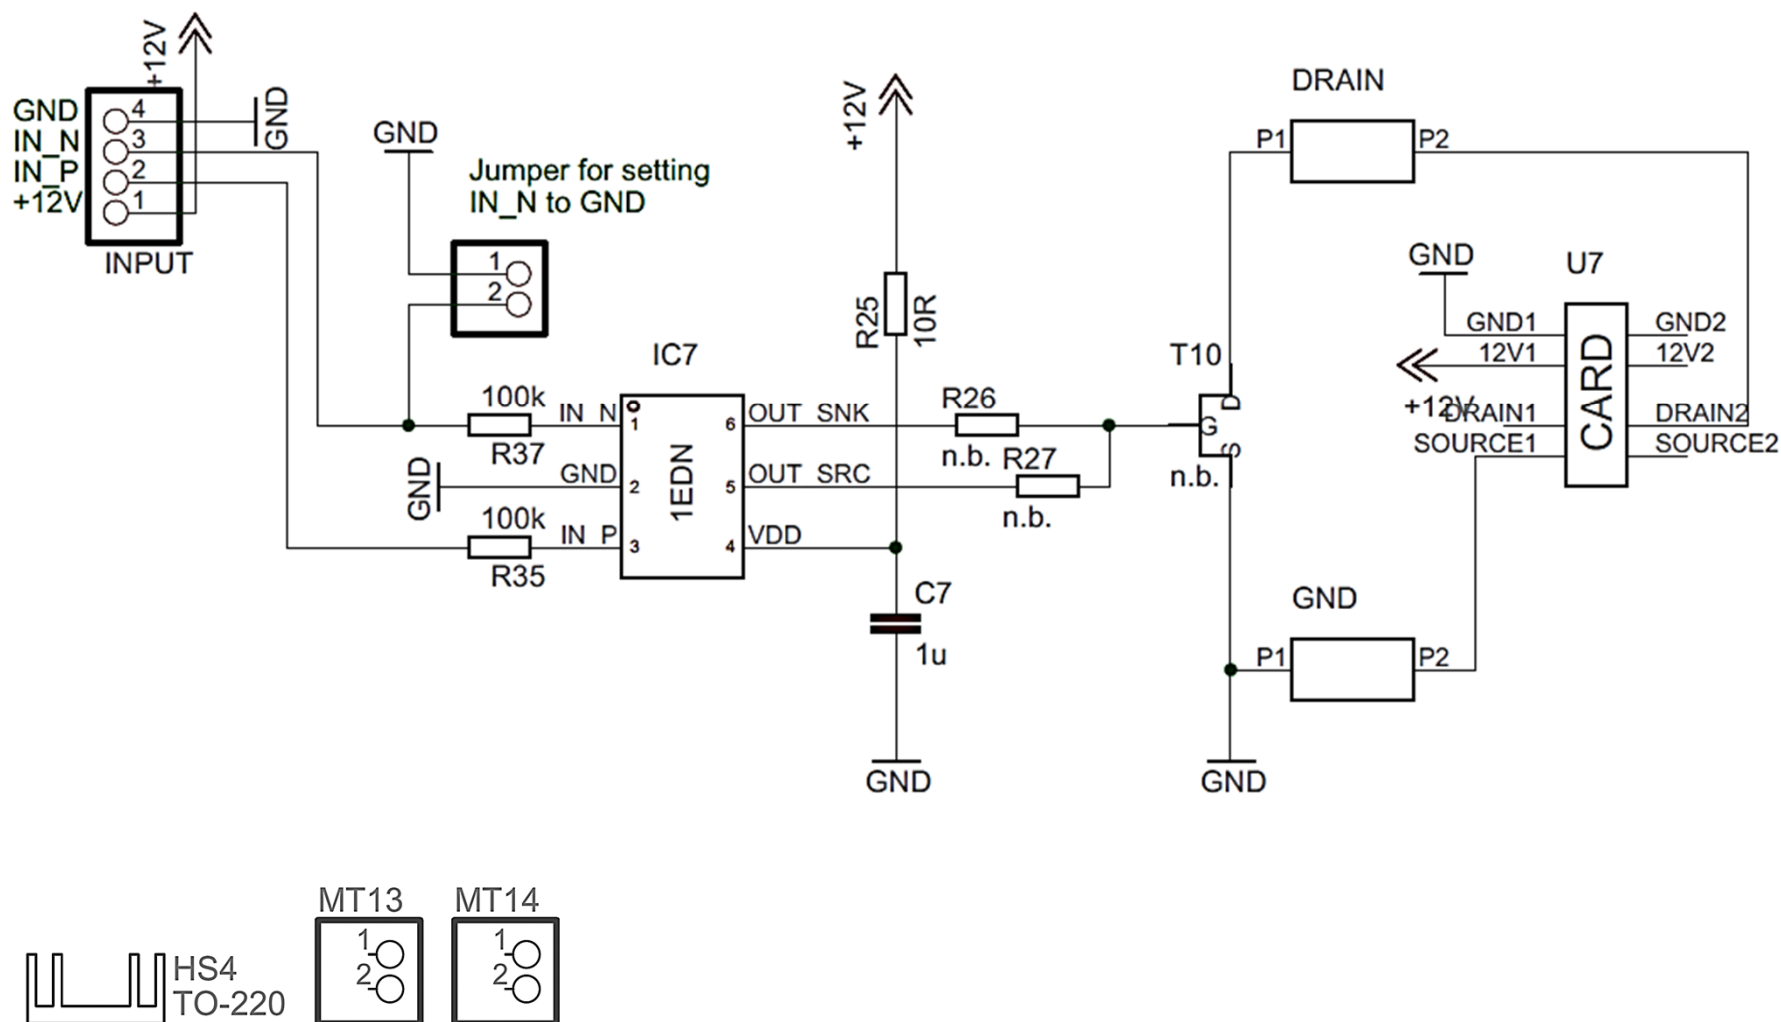 +12V
GND
IN_N
IN_P
+12V
4
3
2
1
GND
INPUT
GND
Jumper for setting
IN_N to GND
1
2
+12V
R25
10R
IC7
100k
R37
IN_N
GND
GND
100k
R35
IN_P
1
2
3
1EDN
6
5
4
OUT_SNK
OUT_SRC
VDD
R26
n.b.
R27
n.b.
C7
1u
GND
T10
D
G
S
n.b.
GND
DRAIN
P1
P2
GND
P1
P2
GND
U7
CARD
GND1
12V1
+12V
DRAIN1
SOURCE1
GND2
12V2
DRAIN2
SOURCE2
HS4
TO-220
MT13
1
2
MT14
1
2